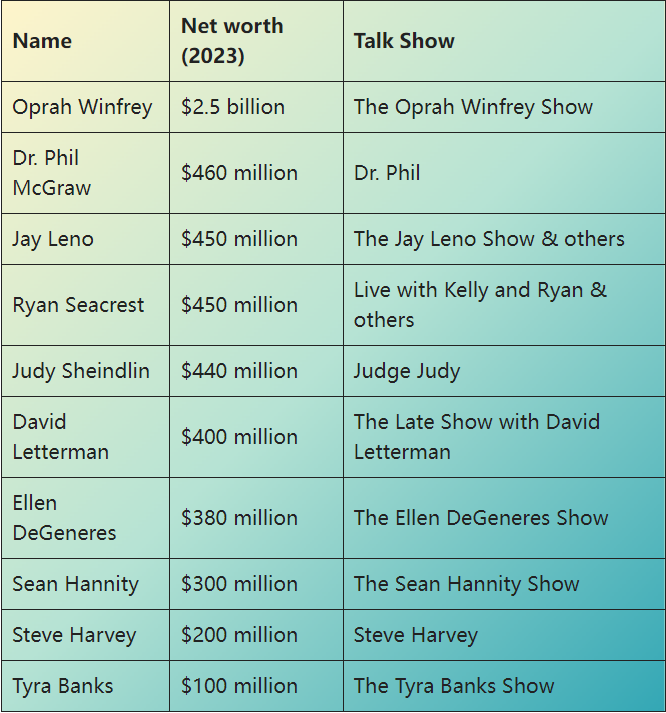 Name
Net worth
(2023)
Talk Show
Oprah Winfrey
$2.5 billion
The Oprah Winfrey Show
Dr. Phil
McGraw
$460 million
Dr. Phil
Jay Leno
$450 million
The Jay Leno Show & others
Ryan Seacrest
$450 million
Live with Kelly and Ryan &
others
Judy Sheindlin
$440 million
Judge Judy
David
Letterman
$400 million
The Late Show with David
Letterman
Ellen
DeGeneres
$380 million
The Ellen DeGeneres Show
Sean Hannity
$300 million
The Sean Hannity Show
Steve Harvey
$200 million
Steve Harvey
Tyra Banks
$100 million
The Tyra Banks Show